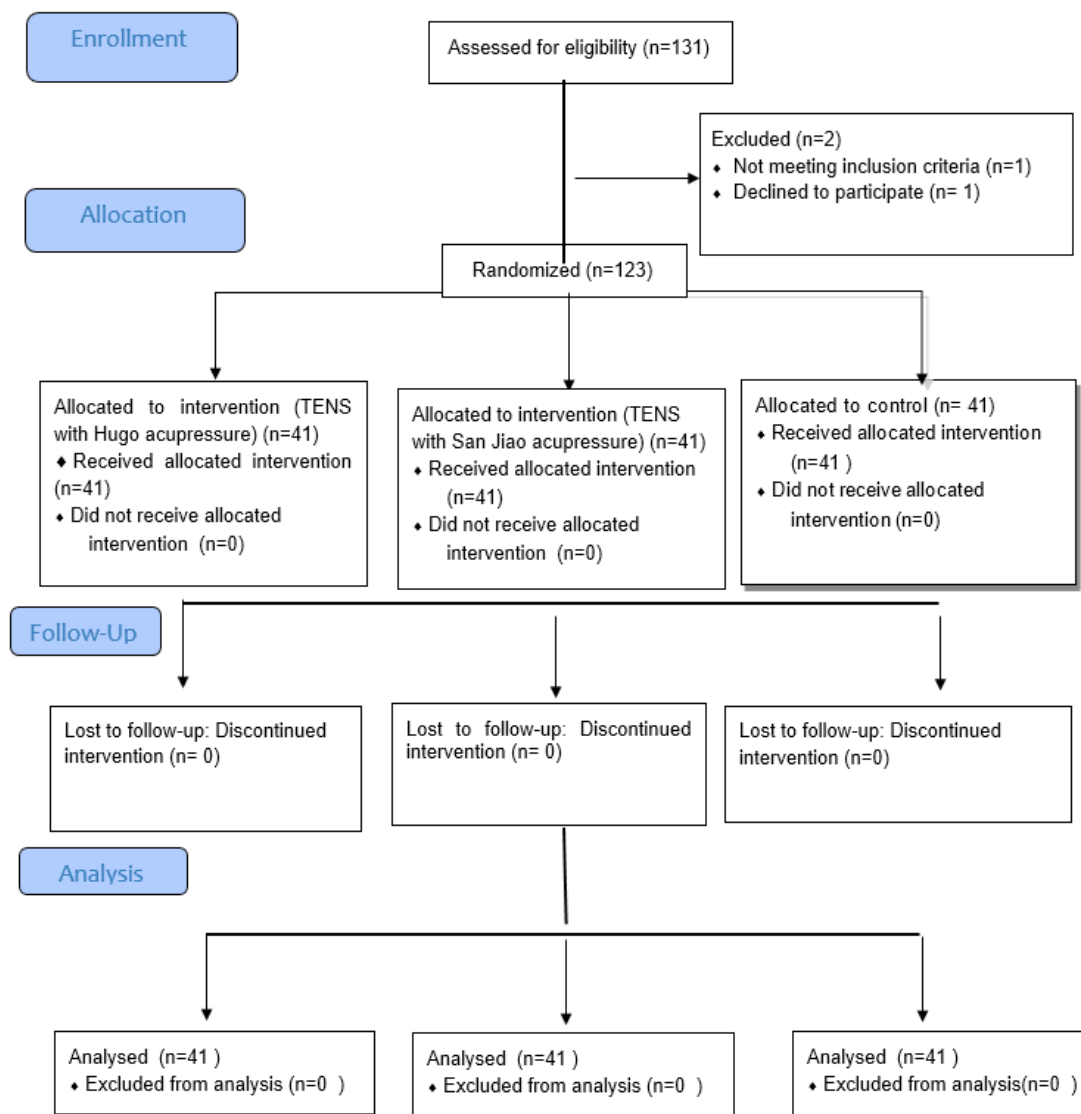 Enrollment
Assessed for eligibility (n=131)
Excluded (n=2)
♦ Not meeting inclusion criteria (n=1)
♦ Declined to participate (n= 1)
Allocation
Randomized (n=123)
Allocated to intervention (TENS
with Hugo acupressure) (n=41)
♦ Received allocated intervention
(n=41)
♦ Did not receive allocated
intervention (n=0)
Allocated to intervention (TENS
with San Jiao acupressure) (n=41)
♦ Received allocated intervention
(n=41)
♦ Did not receive allocated
intervention (n=0)
Allocated to control (n= 41)
♦ Received allocated intervention
(n=41 )
♦ Did not receive allocated
intervention (n=0)
Follow-Up
Lost to follow-up: Discontinued
intervention (n= 0)
Lost to follow-up: Discontinued
intervention (n= 0)
Lost to follow-up: Discontinued
intervention (n=0)
Analysis
Analysed (n=41 )
♦ Excluded from analysis (n=0 )
Analysed (n=41 )
♦ Excluded from analysis (n=0 )
Analysed (n=41 )
♦ Excluded from analysis(n=0 )